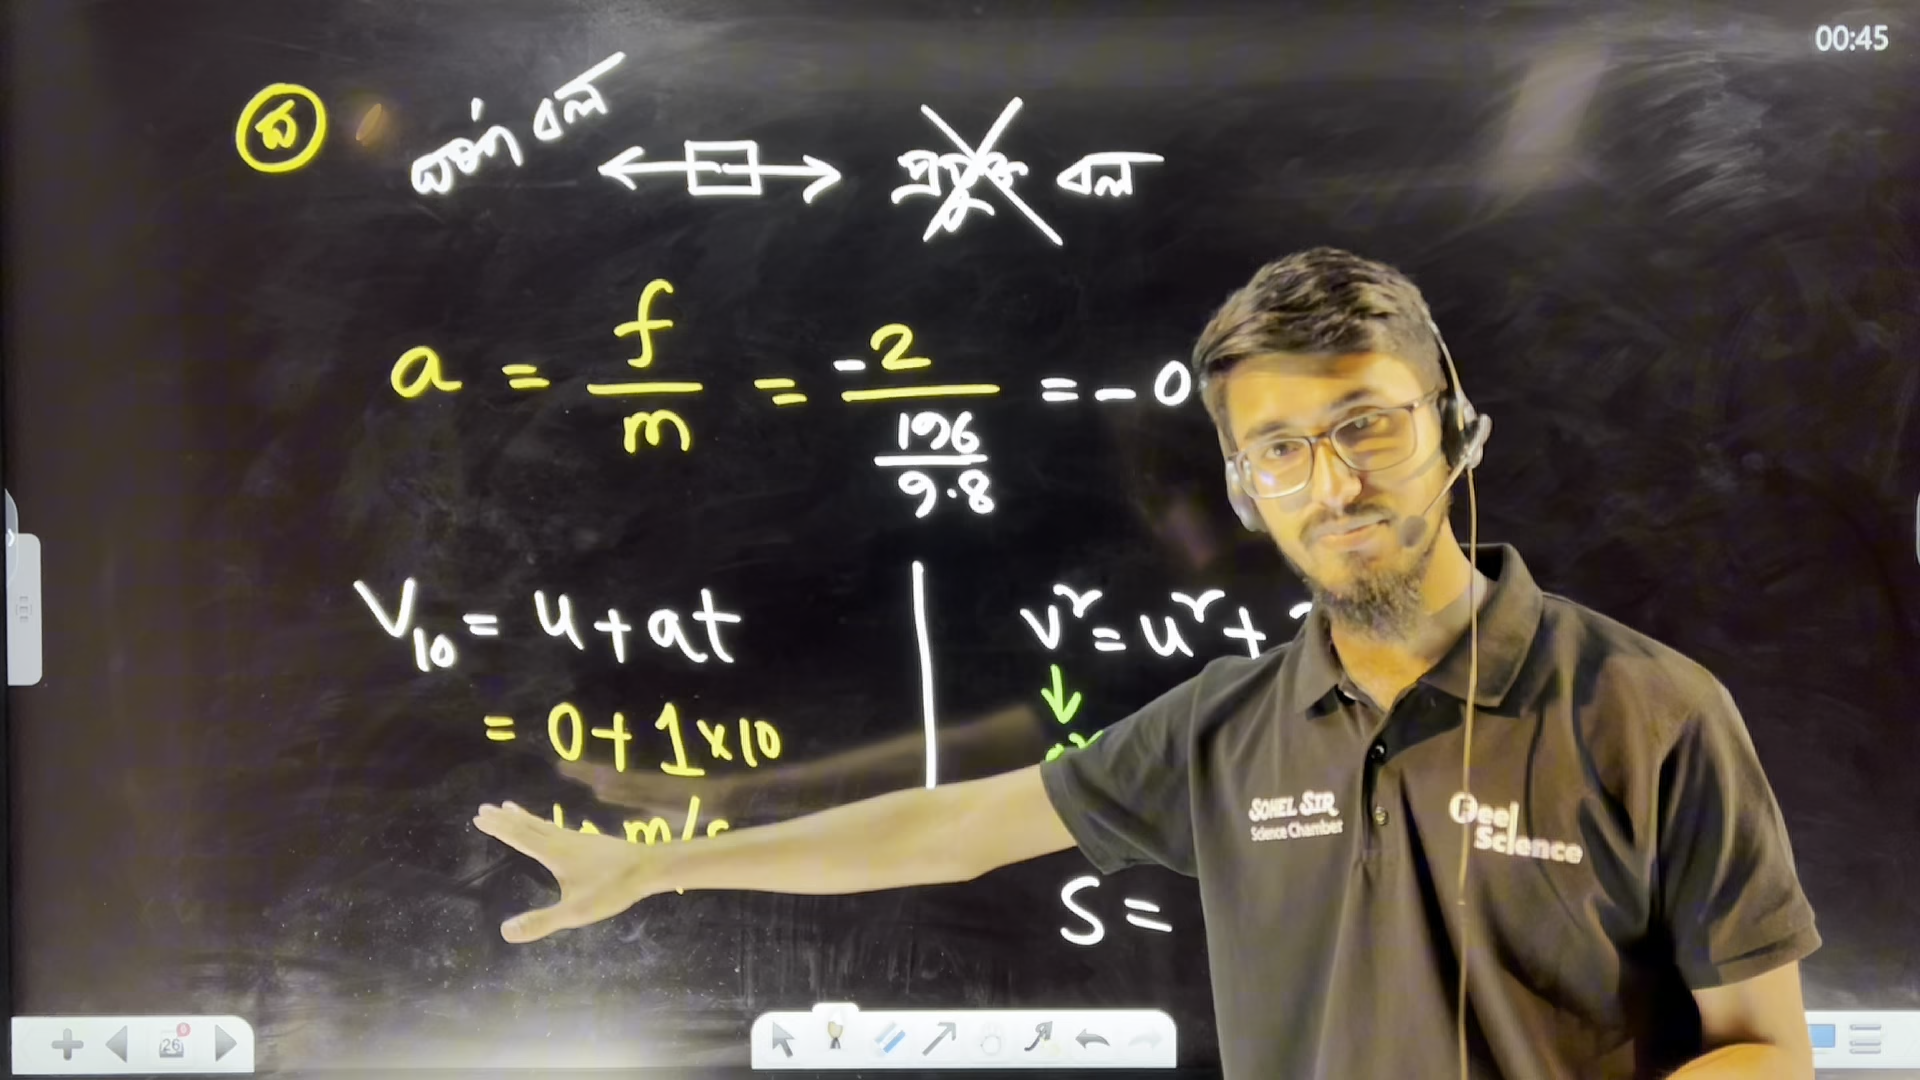 00:45
ঘ
ঘর্ষণ বল
প্রযুক্ত বল
a = f/m = -2/(196/9.8) = - 0
V₁₀ = u + at
= 0 + 1×10
m/s
v² = u² +
S =
SOHEL SIR
Science Chamber
Feel
Science
26